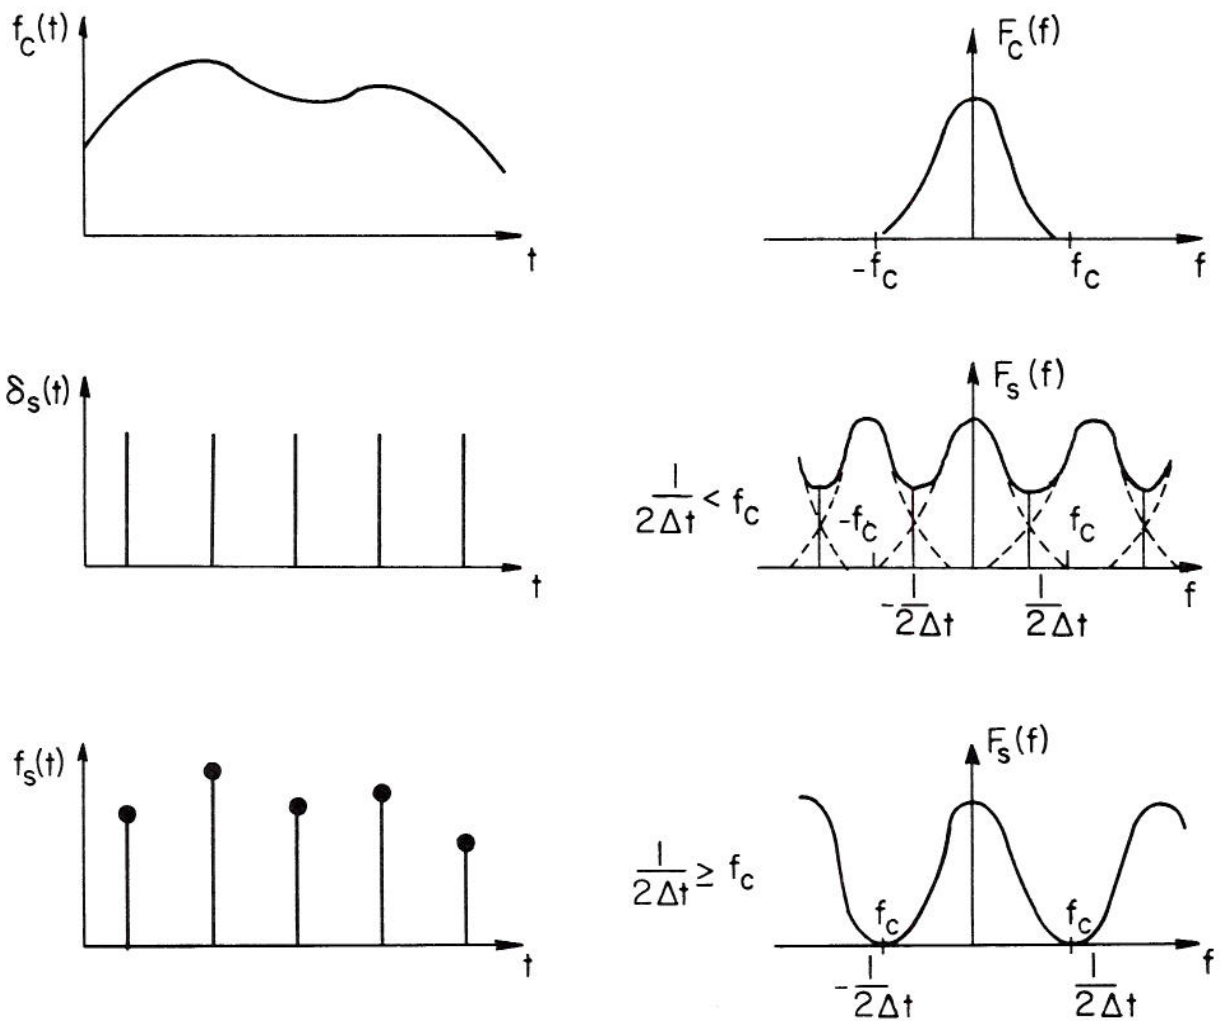 f_c(t)
t
F_c(f)
-f_c
f_c
f
δ_s(t)
t
F_s(f)
1/2Δt < f_c
-f_c
f_c
-1/2Δt
1/2Δt
f
f_s(t)
t
F_s(f)
1/2Δt ≥ f_c
f_c
f_c
-1/2Δt
1/2Δt
f